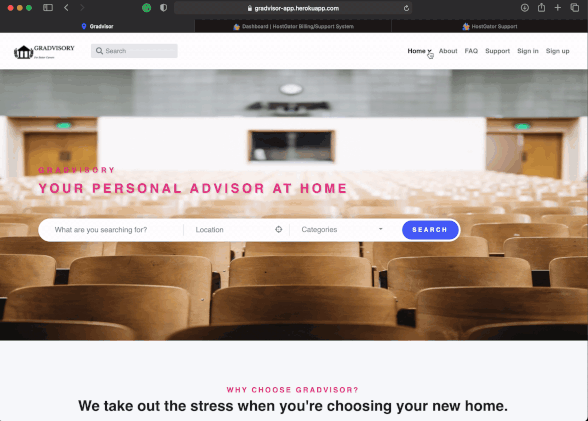 gradvisor-app.herokuapp.com
Gradvisor
Dashboard | HostGator Billing/Support System
HostGator Support
GRADVISORY
Search
Home
About
FAQ
Support
Sign in
Sign up
GRADVISORY
YOUR PERSONAL ADVISOR AT HOME
What are you searching for?
Location
Categories
SEARCH
WHY CHOOSE GRADVISOR?
We take out the stress when you're choosing your new home.